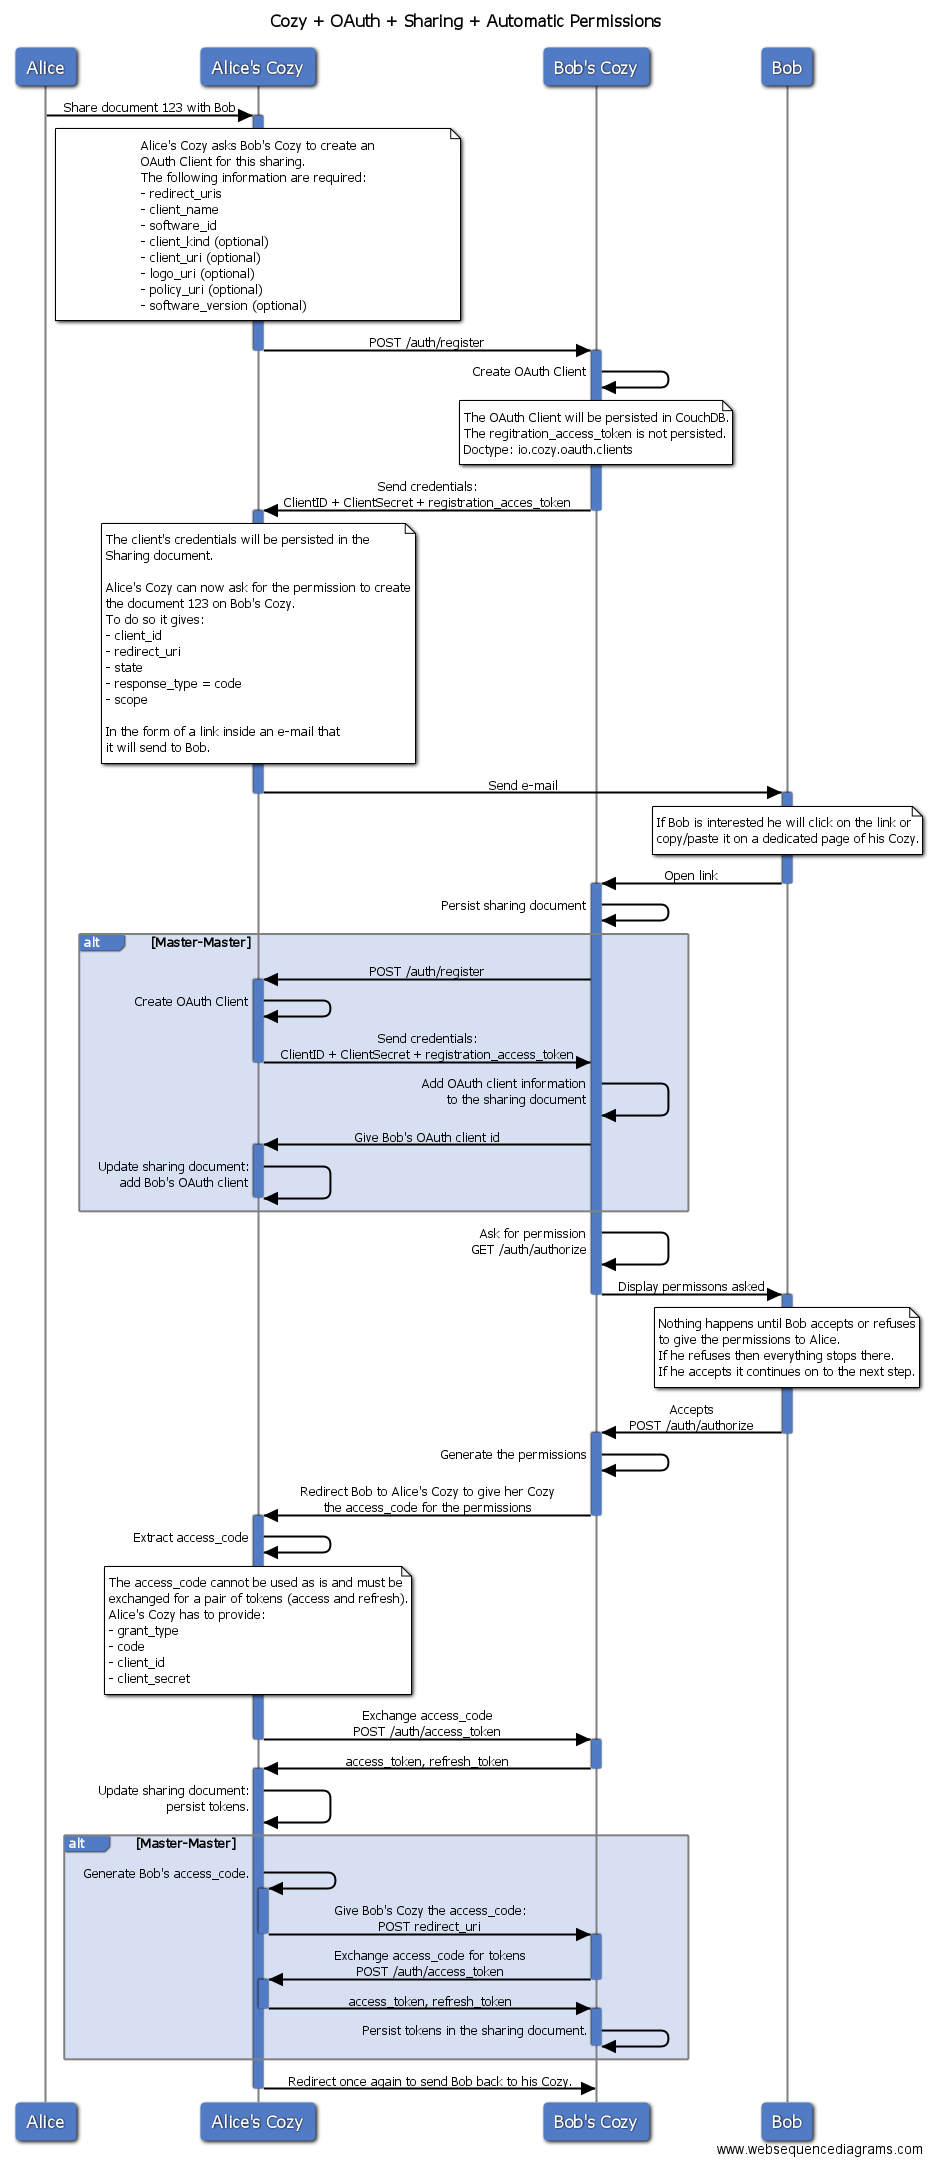 Cozy + OAuth + Sharing + Automatic Permissions
Alice
Alice's Cozy
Bob's Cozy
Bob
Share document 123 with Bob
Alice's Cozy asks Bob's Cozy to create an
OAuth Client for this sharing.
The following information are required:
- redirect_uris
- client_name
- software_id
- client_kind (optional)
- client_uri (optional)
- logo_uri (optional)
- policy_uri (optional)
- software_version (optional)
POST /auth/register
Create OAuth Client
The OAuth Client will be persisted in CouchDB.
The regitration_access_token is not persisted.
Doctype: io.cozy.oauth.clients
Send credentials:
ClientID + ClientSecret + registration_acces_token
The client's credentials will be persisted in the
Sharing document.
Alice's Cozy can now ask for the permission to create
the document 123 on Bob's Cozy.
To do so it gives:
- client_id
- redirect_uri
- state
- response_type = code
- scope
In the form of a link inside an e-mail that
it will send to Bob.
Send e-mail
If Bob is interested he will click on the link or
copy/paste it on a dedicated page of his Cozy.
Open link
Persist sharing document
alt
[Master-Master]
POST /auth/register
Create OAuth Client
Send credentials:
ClientID + ClientSecret + registration_access_token
Add OAuth client information
to the sharing document
Give Bob's OAuth client id
Update sharing document:
add Bob's OAuth client
Ask for permission
GET /auth/authorize
Display permissons asked
Nothing happens until Bob accepts or refuses
to give the permissions to Alice.
If he refuses then everything stops there.
If he accepts it continues on to the next step.
Accepts
POST /auth/authorize
Generate the permissions
Redirect Bob to Alice's Cozy to give her Cozy
the access_code for the permissions
Extract access_code
The access_code cannot be used as is and must be
exchanged for a pair of tokens (access and refresh).
Alice's Cozy has to provide:
- grant_type
- code
- client_id
- client_secret
Exchange access_code
POST /auth/access_token
access_token, refresh_token
Update sharing document:
persist tokens.
alt
[Master-Master]
Generate Bob's access_code.
Give Bob's Cozy the access_code:
POST redirect_uri
Exchange access_code for tokens
POST /auth/access_token
access_token, refresh_token
Persist tokens in the sharing document.
Redirect once again to send Bob back to his Cozy.
Alice
Alice's Cozy
Bob's Cozy
Bob
www.websequencediagrams.com